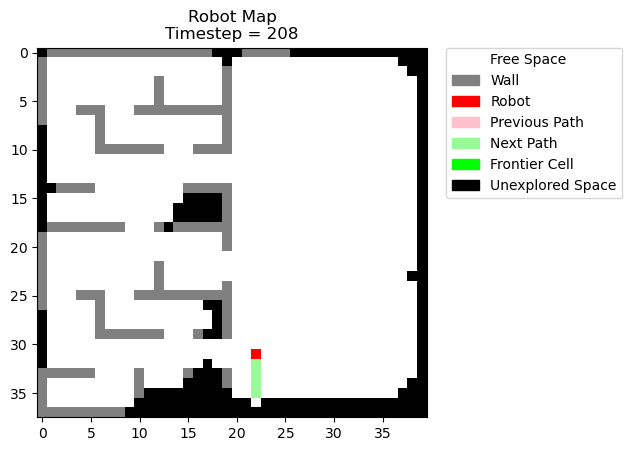 Robot Map
Timestep = 208
0
5
10
15
20
25
30
35
0
5
10
15
20
25
30
35
Free Space
Wall
Robot
Previous Path
Next Path
Frontier Cell
Unexplored Space